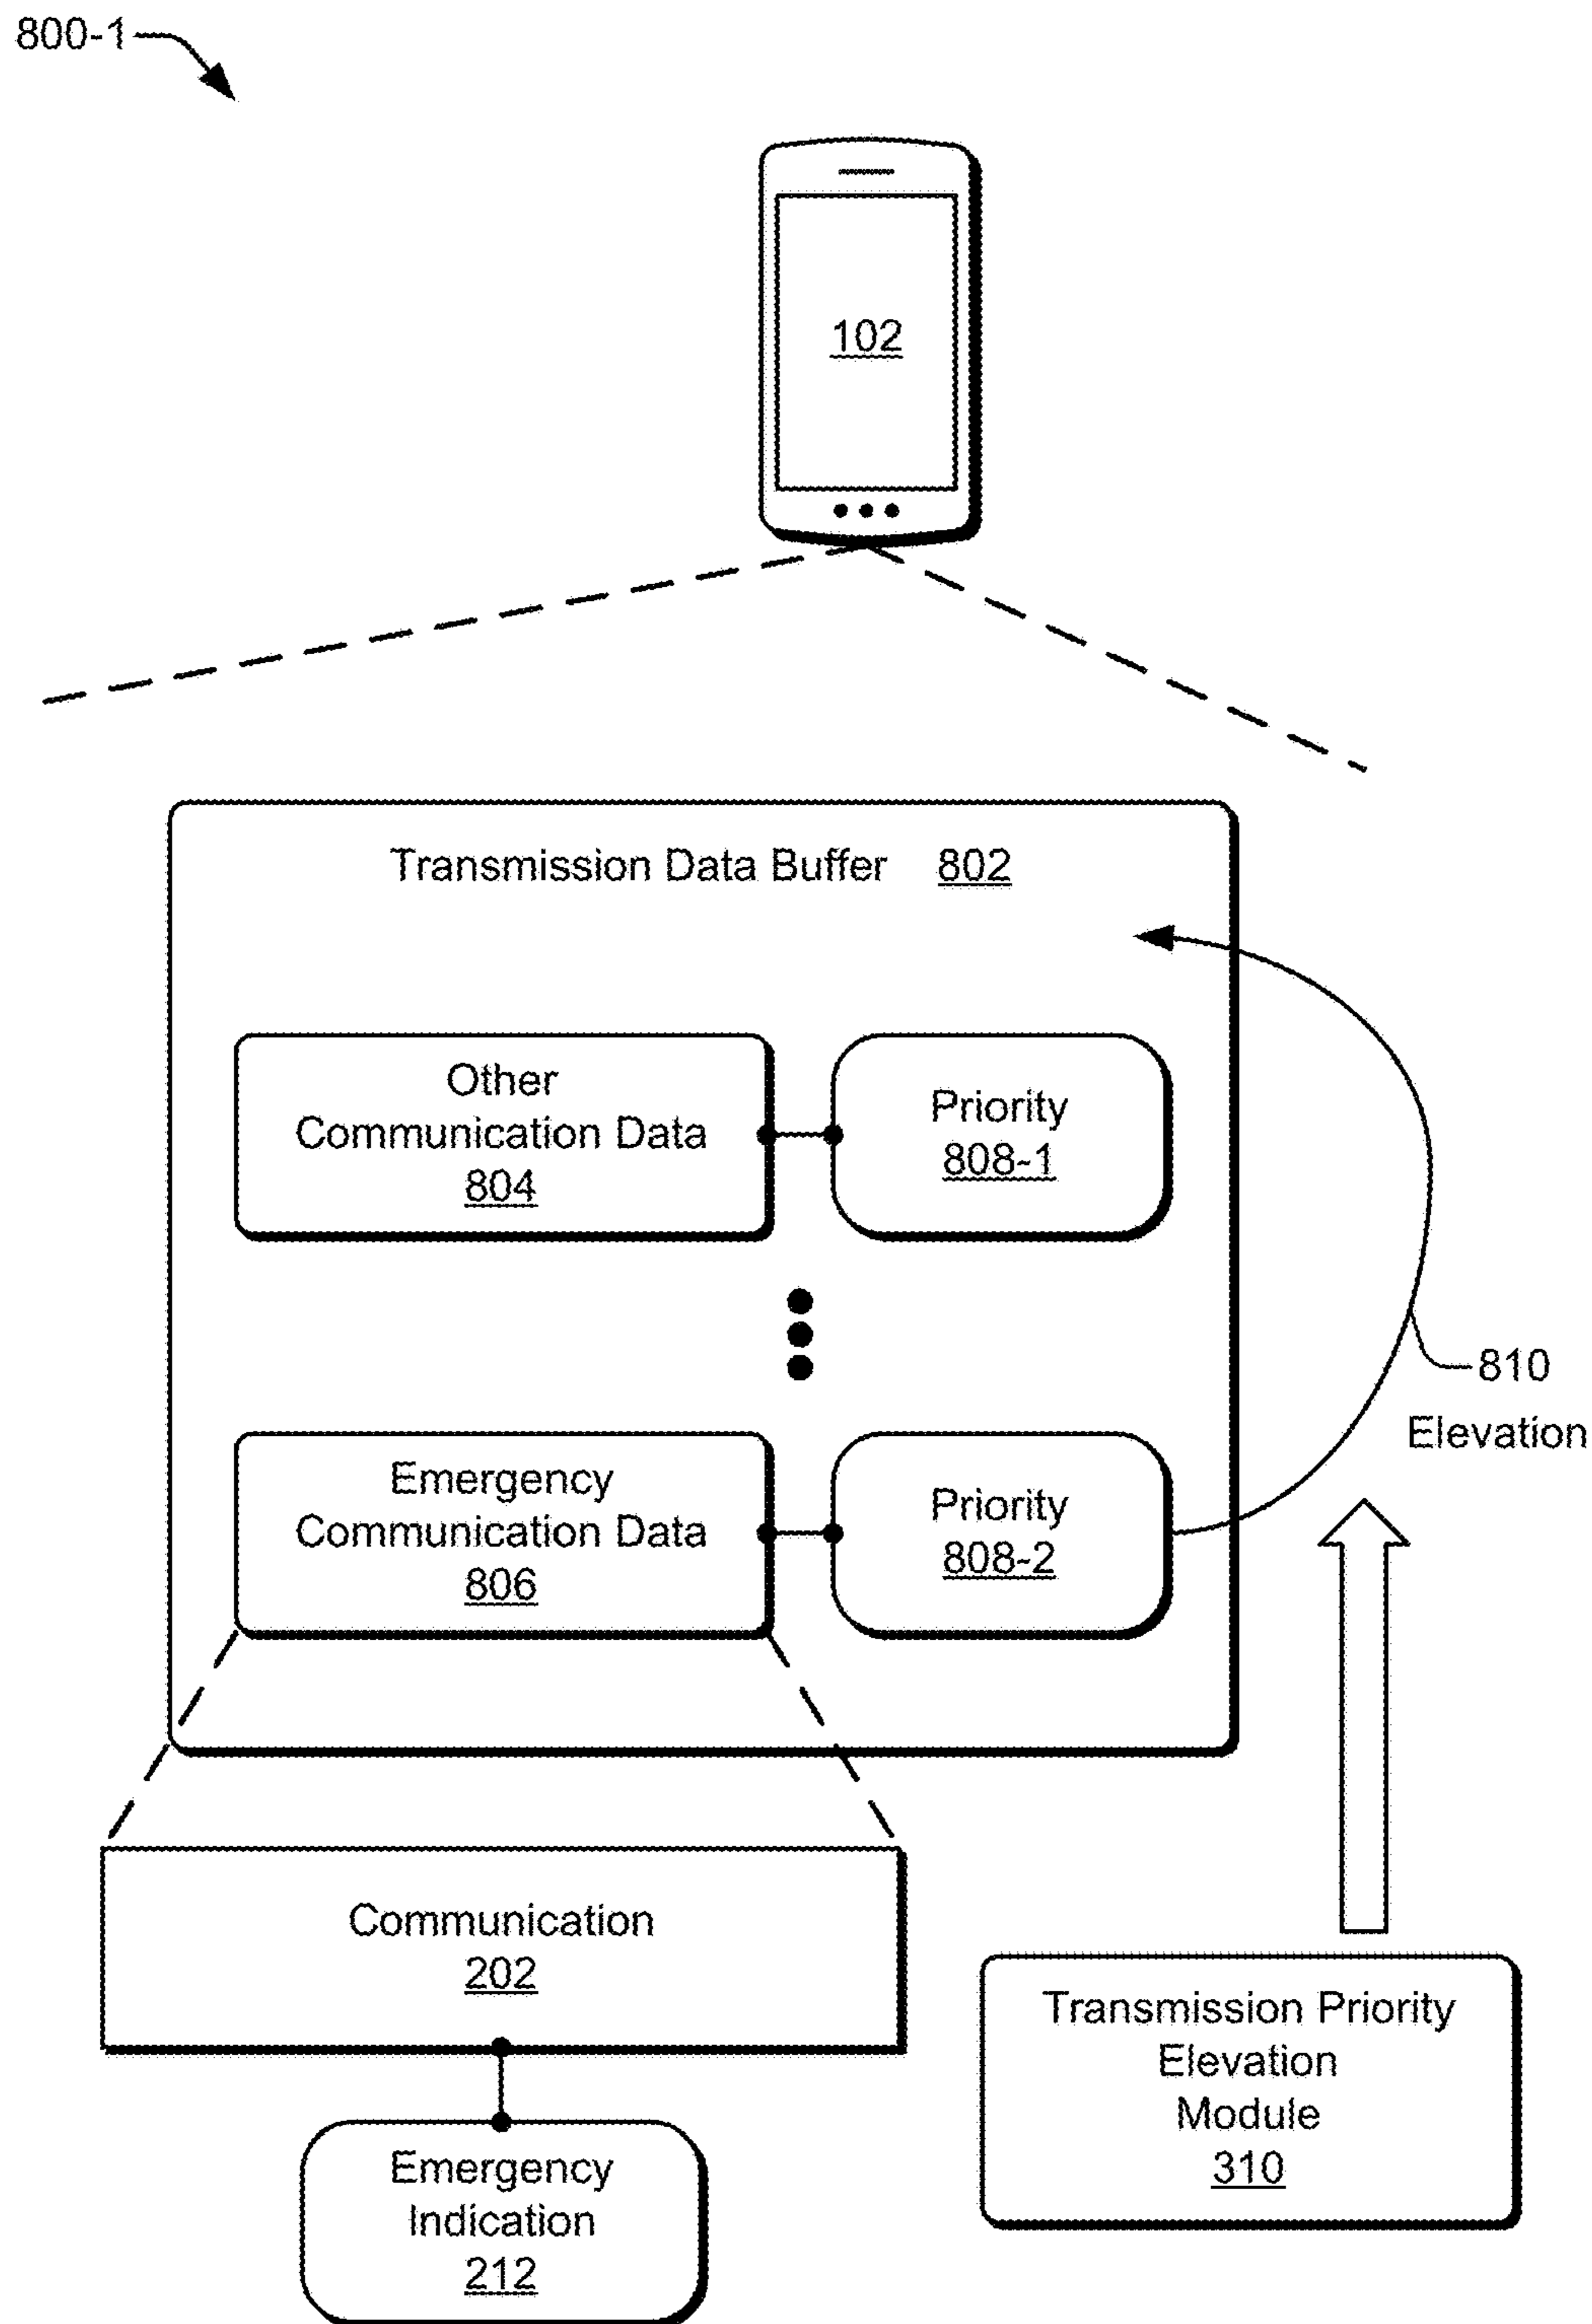 800-1
102
Transmission Data Buffer 802
Other
Communication Data
804
Priority
808-1
810
Elevation
Emergency
Communication Data
806
Priority
808-2
Communication
202
Transmission Priority
Elevation
Module
310
Emergency
Indication
212